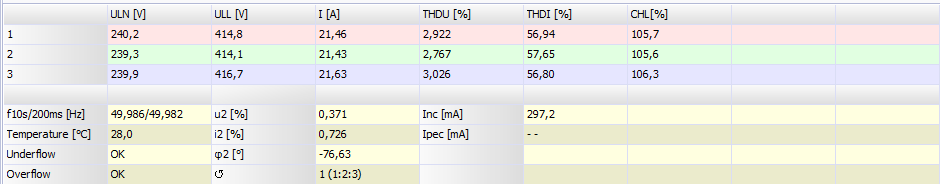 ULN [V] ULL [V] I [A] THDU [%] THDI [%] CHL[%]
1 240,2 414,8 21,46 2,922 56,94 105,7
2 239,3 414,1 21,43 2,767 57,65 105,6
3 239,9 416,7 21,63 3,026 56,80 106,3
f10s/200ms [Hz] 49,986/49,982 u2 [%] 0,371 Inc [mA] 297,2
Temperature [°C] 28,0 i2 [%] 0,726 Ipec [mA] - -
Underflow OK φ2 [°] -76,63
Overflow OK ↺ 1 (1:2:3)